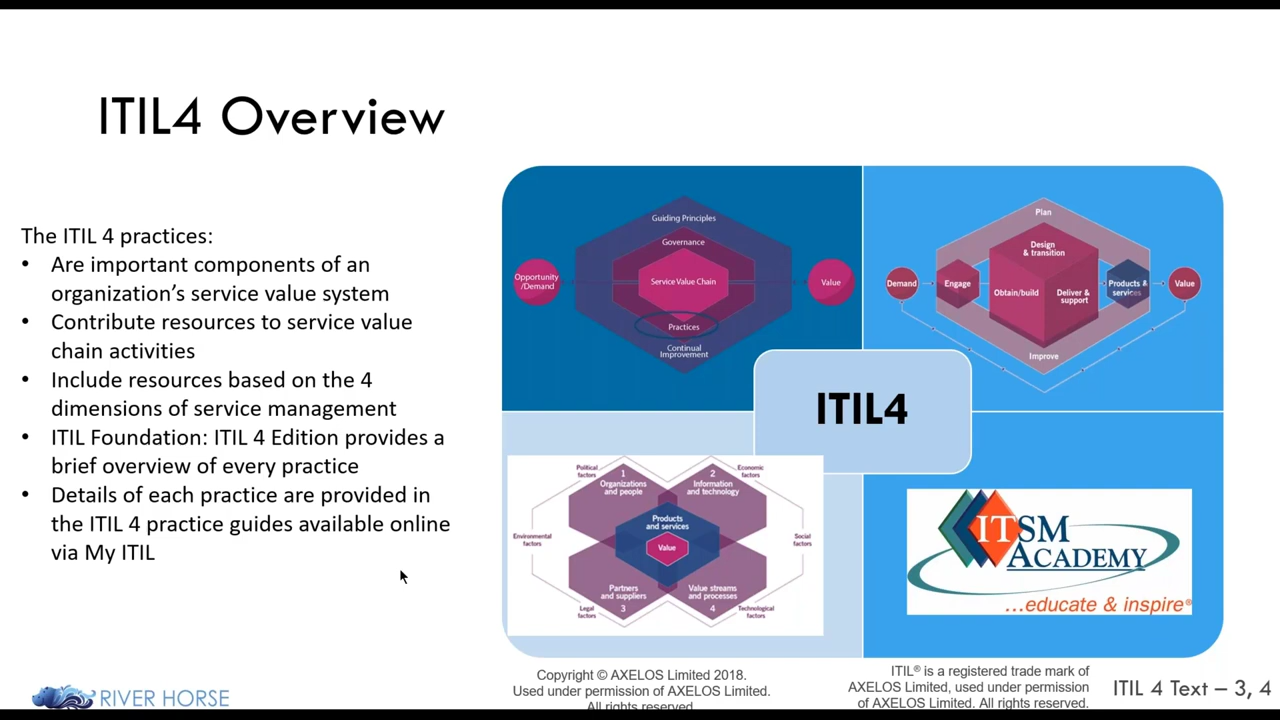 ITIL4 Overview
The ITIL 4 practices:
• Are important components of an
organization’s service value system
• Contribute resources to service value
chain activities
• Include resources based on the 4
dimensions of service management
• ITIL Foundation: ITIL 4 Edition provides a
brief overview of every practice
• Details of each practice are provided in
the ITIL 4 practice guides available online
via My ITIL
Guiding Principles
Governance
Opportunity
/Demand
Service Value Chain
Value
Practices
Continual
Improvement
Plan
Design
& transition
Demand
Engage
Obtain/build
Deliver &
support
Products &
services
Value
Improve
ITIL4
Political
factors
1
Organizations
and people
2
Information
and technology
Economic
factors
Products
and services
Value
Environmental
factors
Social
factors
Partners
and suppliers
3
Value streams
and processes
4
Legal
factors
Technological
factors
ITSM
ACADEMY
...educate & inspire®
Copyright © AXELOS Limited 2018.
Used under permission of AXELOS Limited.
All rights reserved.
ITIL® is a registered trade mark of
AXELOS Limited, used under permission
of AXELOS Limited. All rights reserved.
ITIL 4 Text – 3, 4
RIVER HORSE